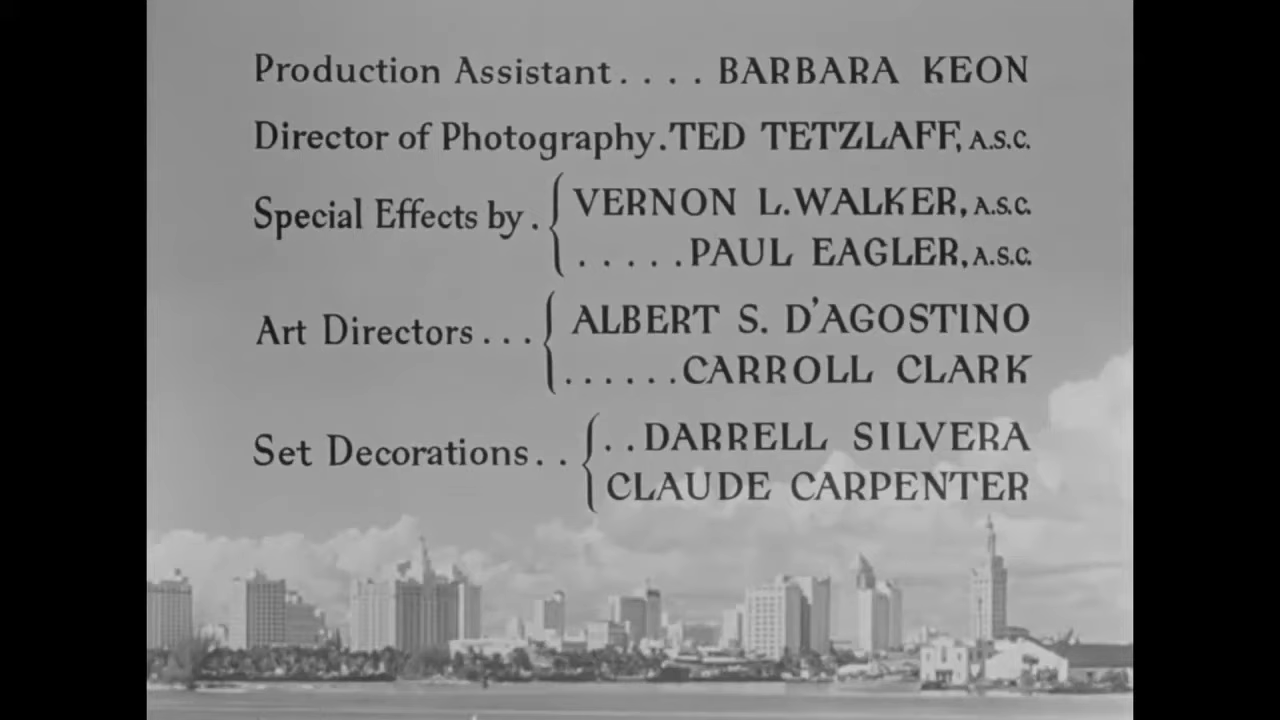 Production Assistant . . . . BARBARA KEON
Director of Photography . TED TETZLAFF, A.S.C.
Special Effects by . { VERNON L. WALKER, A.S.C.
. . . . . PAUL EAGLER, A.S.C.
Art Directors . . . { ALBERT S. D'AGOSTINO
. . . . . . CARROLL CLARK
Set Decorations . . { . . DARRELL SILVERA
CLAUDE CARPENTER